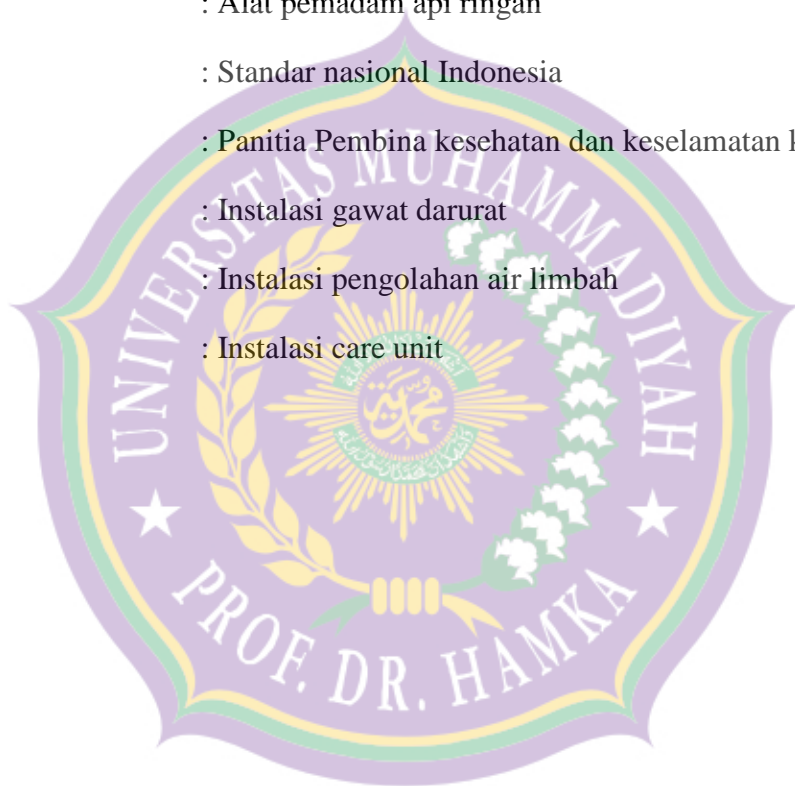 : Alat pemadam api ringan
: Standar nasional Indonesia
: Panitia Pembina kesehatan dan keselamatan k
: Instalasi gawat darurat
: Instalasi pengolahan air limbah
: Instalasi care unit
UNIVERSITAS MUHAMMADIYAH
محمدية
PROF. DR. HAMKA